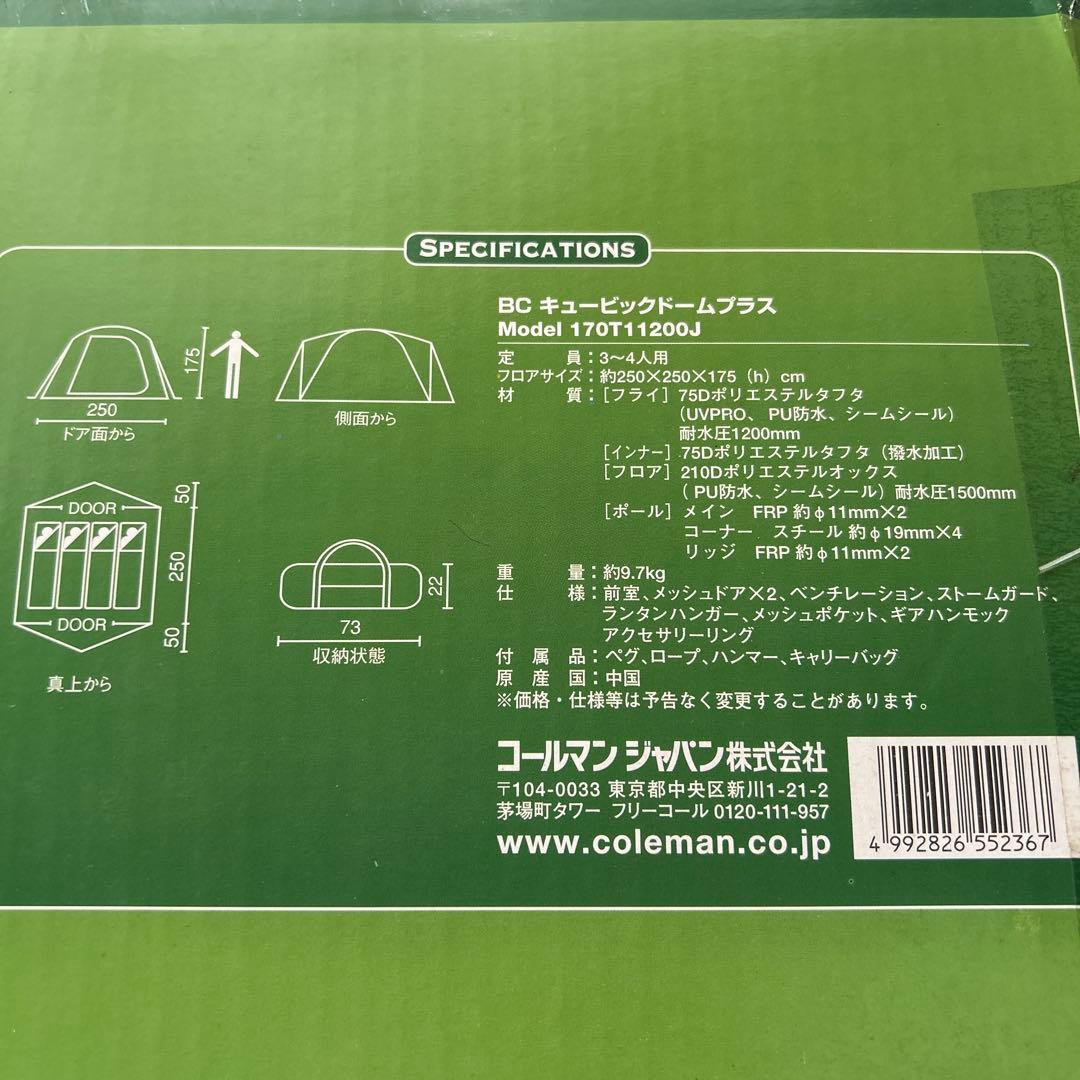 SPECIFICATIONS
BC キュービックドームプラス
Model 170T11200J
定 員：3〜4人用
フロアサイズ：約250×250×175（h）cm
材 質：［フライ］75Dポリエステルタフタ
（UVPRO、PU防水、シームシール）
耐水圧1200mm
［インナー］75Dポリエステルタフタ（撥水加工）
［フロア］210Dポリエステルオックス
（PU防水、シームシール）耐水圧1500mm
［ポール］メイン FRP 約φ11mm×2
コーナー スチール 約φ19mm×4
リッジ FRP 約φ11mm×2
重 量：約9.7kg
仕 様：前室、メッシュドア×2、ベンチレーション、ストームガード、
ランタンハンガー、メッシュポケット、ギアハンモック
アクセサリーリング
付 属 品：ペグ、ロープ、ハンマー、キャリーバッグ
原 産 国：中国
※価格・仕様等は予告なく変更することがあります。
コールマン ジャパン株式会社
〒104-0033 東京都中央区新川1-21-2
茅場町タワー フリーコール 0120-111-957
www.coleman.co.jp
4 992826 552367
175
250
ドア面から
側面から
DOOR
DOOR
50
250
50
真上から
22
73
収納状態